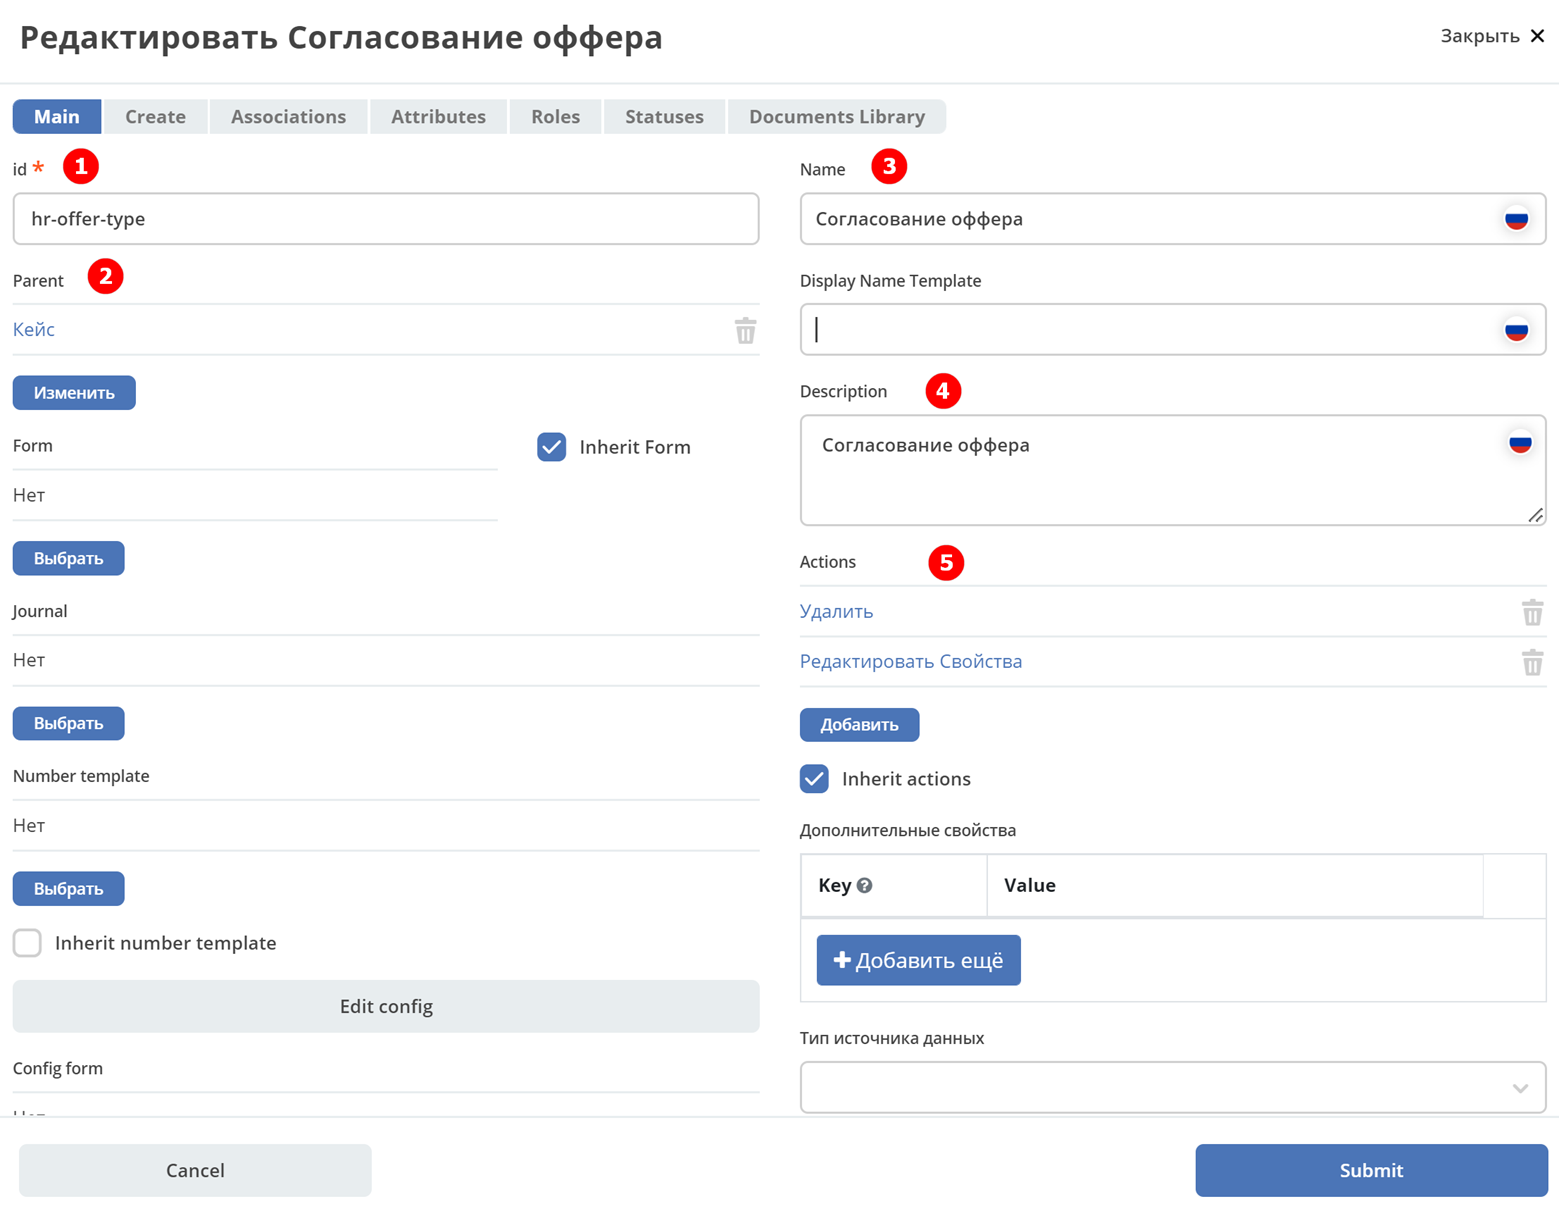 Редактировать Согласование оффера
Закрыть ✕
Main
Create
Associations
Attributes
Roles
Statuses
Documents Library
id *
1
hr-offer-type
Parent
2
Кейс
Изменить
Form
Inherit Form
Нет
Выбрать
Journal
Нет
Выбрать
Number template
Нет
Выбрать
Inherit number template
Edit config
Config form
Нет
Name
3
Согласование оффера
Display Name Template
Description
4
Согласование оффера
Actions
5
Удалить
Редактировать Свойства
Добавить
Inherit actions
Дополнительные свойства
Key ?
Value
+ Добавить ещё
Тип источника данных
Cancel
Submit